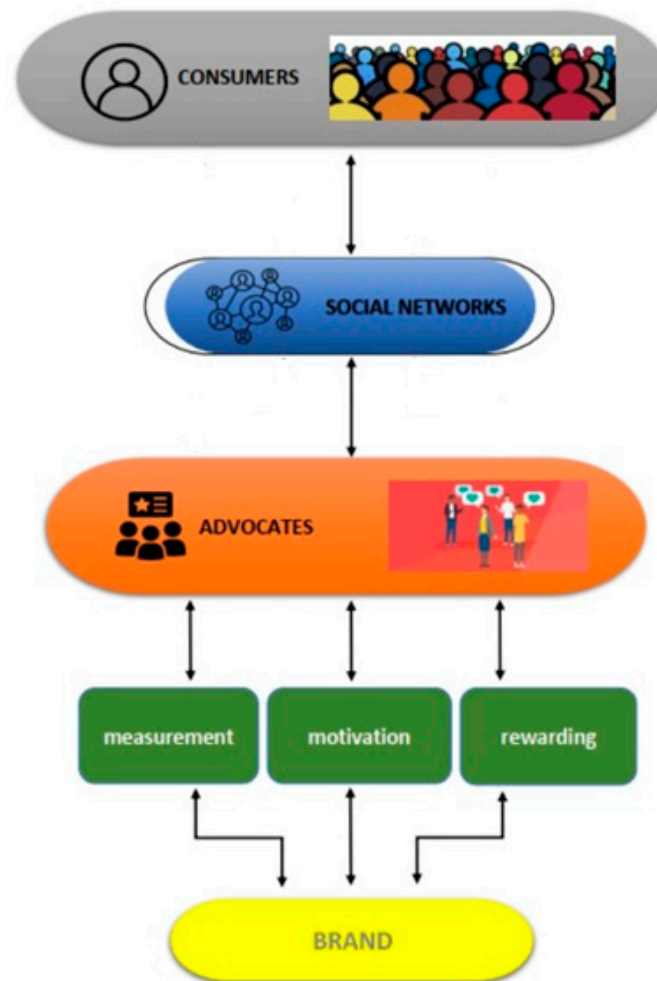 CONSUMERS
SOCIAL NETWORKS
ADVOCATES
measurement
motivation
rewarding
BRAND